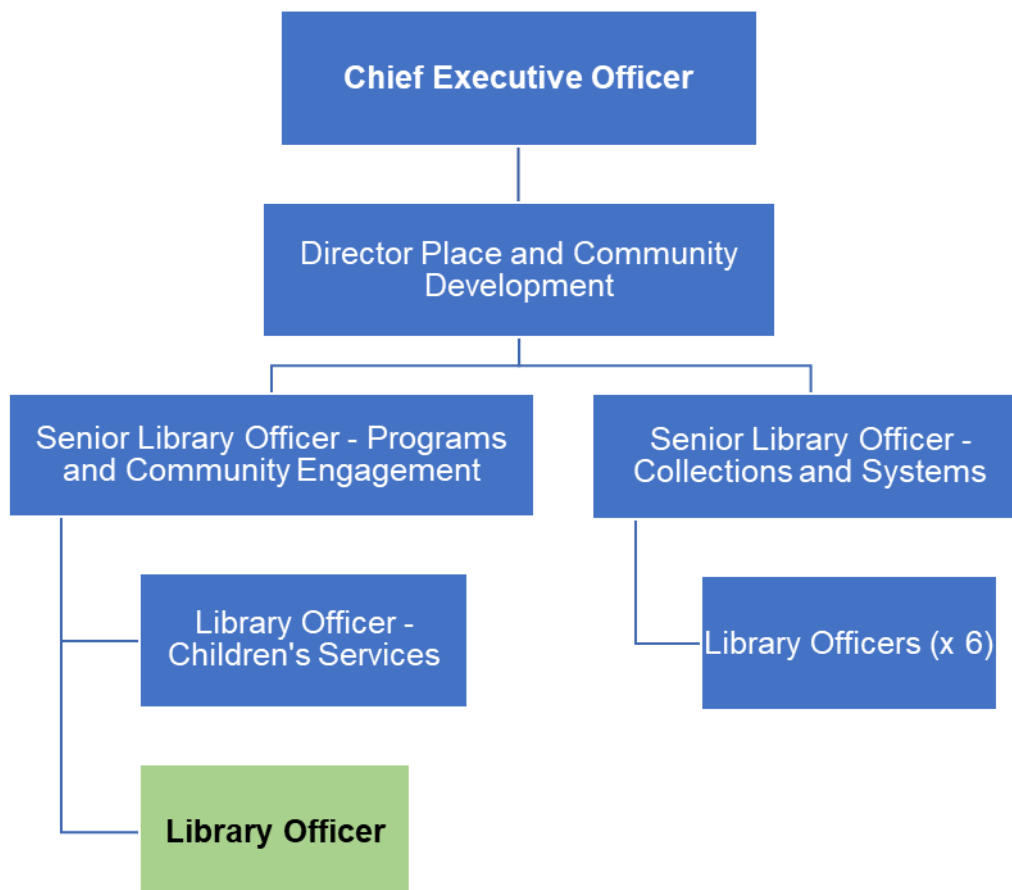 Chief Executive Officer
Director Place and Community
Development
Senior Library Officer - Programs
and Community Engagement
Senior Library Officer -
Collections and Systems
Library Officer -
Children's Services
Library Officers (x 6)
Library Officer